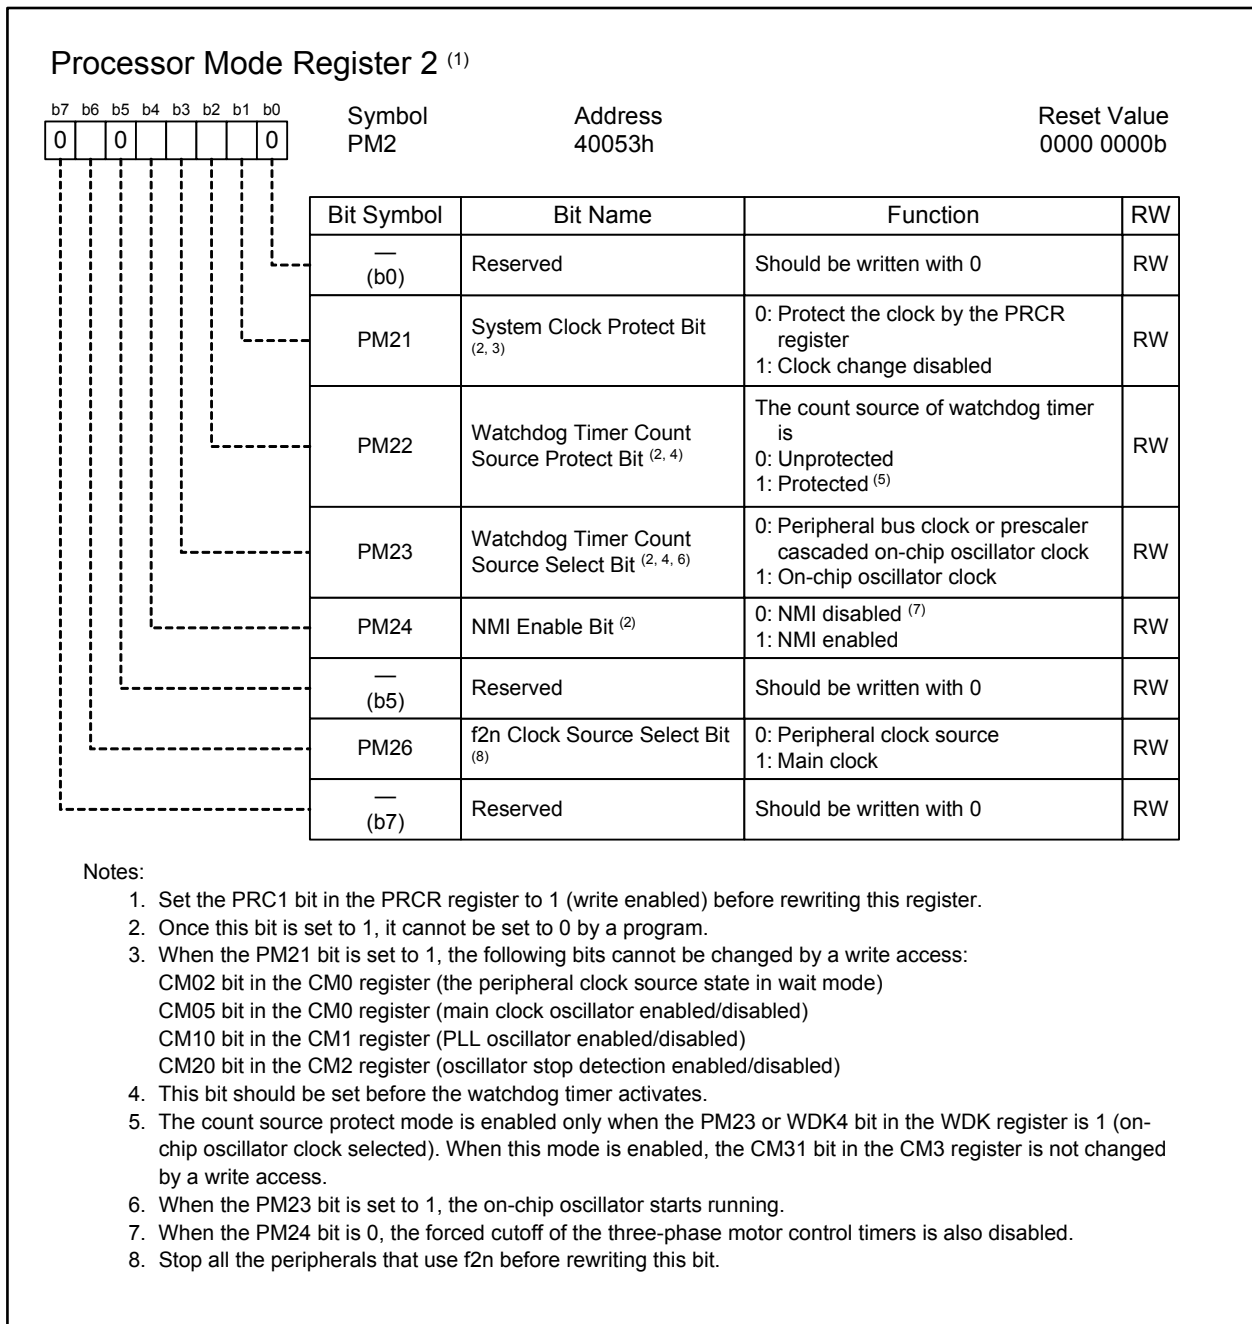 Processor Mode Register 2 (1)
b7 b6 b5 b4 b3 b2 b1 b0
0 0 0
Symbol Address Reset Value
PM2 40053h 0000 0000b
Bit Symbol Bit Name Function RW
— (b0) Reserved Should be written with 0 RW
PM21 System Clock Protect Bit (2, 3) 0: Protect the clock by the PRCR register
1: Clock change disabled RW
PM22 Watchdog Timer Count Source Protect Bit (2, 4) The count source of watchdog timer is
0: Unprotected
1: Protected (5) RW
PM23 Watchdog Timer Count Source Select Bit (2, 4, 6) 0: Peripheral bus clock or prescaler cascaded on-chip oscillator clock
1: On-chip oscillator clock RW
PM24 NMI Enable Bit (2) 0: NMI disabled (7)
1: NMI enabled RW
— (b5) Reserved Should be written with 0 RW
PM26 f2n Clock Source Select Bit (8) 0: Peripheral clock source
1: Main clock RW
— (b7) Reserved Should be written with 0 RW
Notes:
1. Set the PRC1 bit in the PRCR register to 1 (write enabled) before rewriting this register.
2. Once this bit is set to 1, it cannot be set to 0 by a program.
3. When the PM21 bit is set to 1, the following bits cannot be changed by a write access:
CM02 bit in the CM0 register (the peripheral clock source state in wait mode)
CM05 bit in the CM0 register (main clock oscillator enabled/disabled)
CM10 bit in the CM1 register (PLL oscillator enabled/disabled)
CM20 bit in the CM2 register (oscillator stop detection enabled/disabled)
4. This bit should be set before the watchdog timer activates.
5. The count source protect mode is enabled only when the PM23 or WDK4 bit in the WDK register is 1 (on-
chip oscillator clock selected). When this mode is enabled, the CM31 bit in the CM3 register is not changed
by a write access.
6. When the PM23 bit is set to 1, the on-chip oscillator starts running.
7. When the PM24 bit is 0, the forced cutoff of the three-phase motor control timers is also disabled.
8. Stop all the peripherals that use f2n before rewriting this bit.